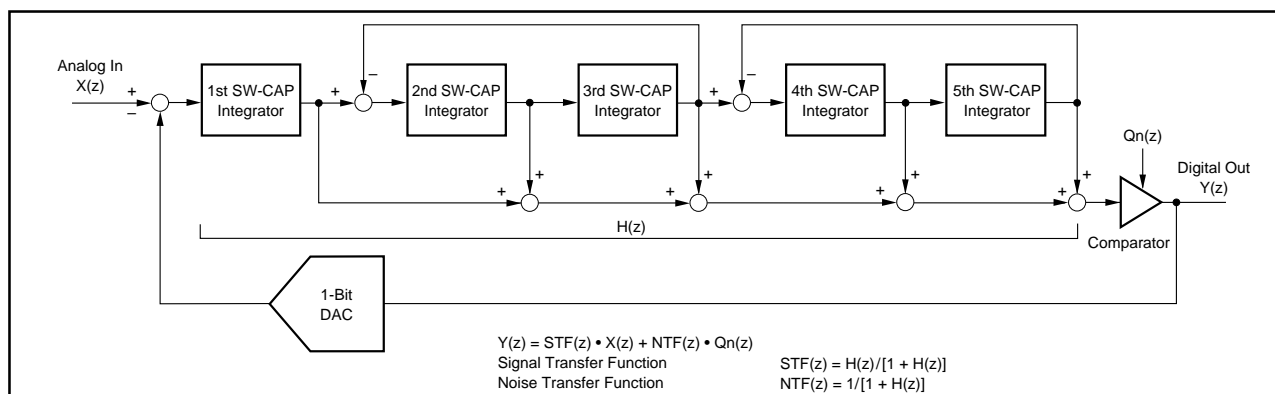 Analog In
X(z)
+
−
1st SW-CAP
Integrator
+
−
2nd SW-CAP
Integrator
3rd SW-CAP
Integrator
+
−
4th SW-CAP
Integrator
5th SW-CAP
Integrator
Qn(z)
Digital Out
Y(z)
+
+
+
+
+
+
+
+
H(z)
Comparator
1-Bit
DAC
Y(z) = STF(z) • X(z) + NTF(z) • Qn(z)
Signal Transfer Function STF(z) = H(z)/[1 + H(z)]
Noise Transfer Function NTF(z) = 1/[1 + H(z)]